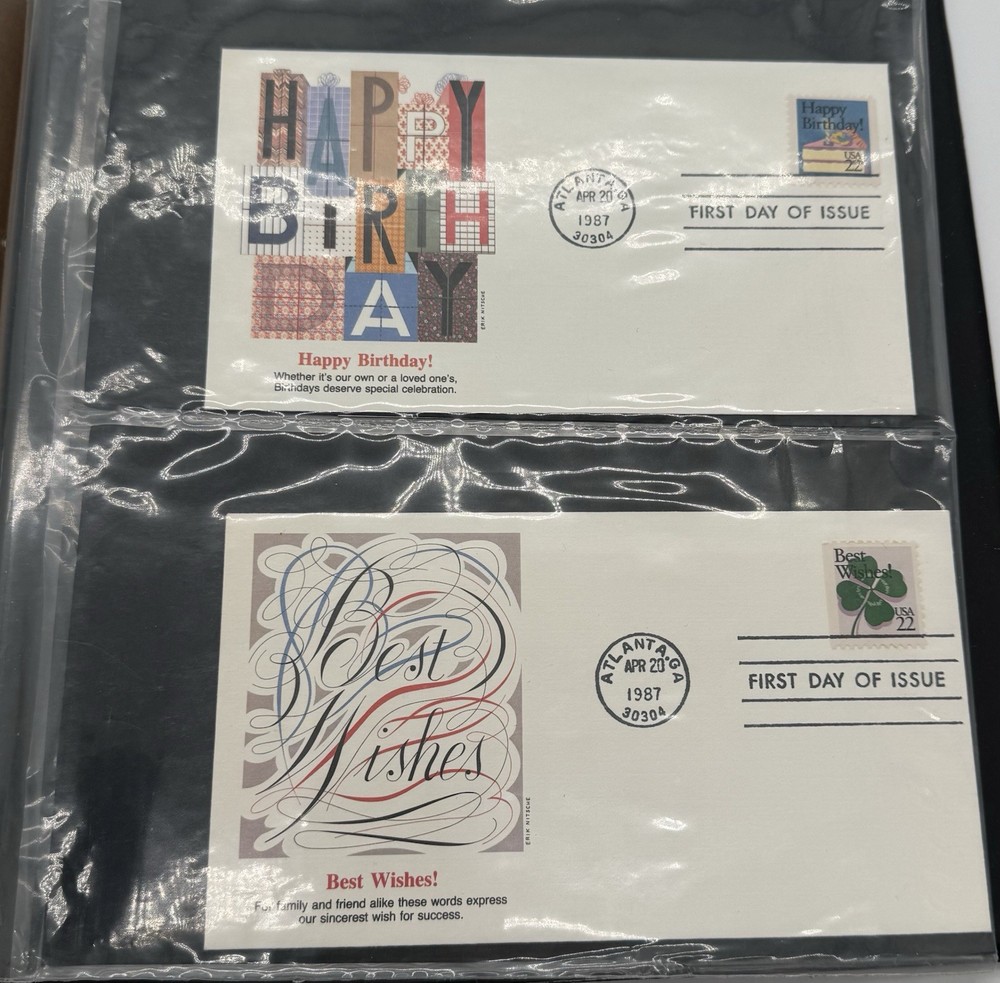 HAPPY
BIRTH
DAY
ERIK NITSCHE
Happy Birthday!
Whether it's our own or a loved one's,
Birthdays deserve special celebration.
ATLANTA, GA
APR 20
1987
30304
Happy
Birthday!
USA
22
FIRST DAY OF ISSUE
Best
Wishes
ERIK NITSCHE
Best Wishes!
For family and friend alike these words express
our sincerest wish for success.
ATLANTA, GA
APR 20
1987
30304
Best
Wishes!
USA
22
FIRST DAY OF ISSUE